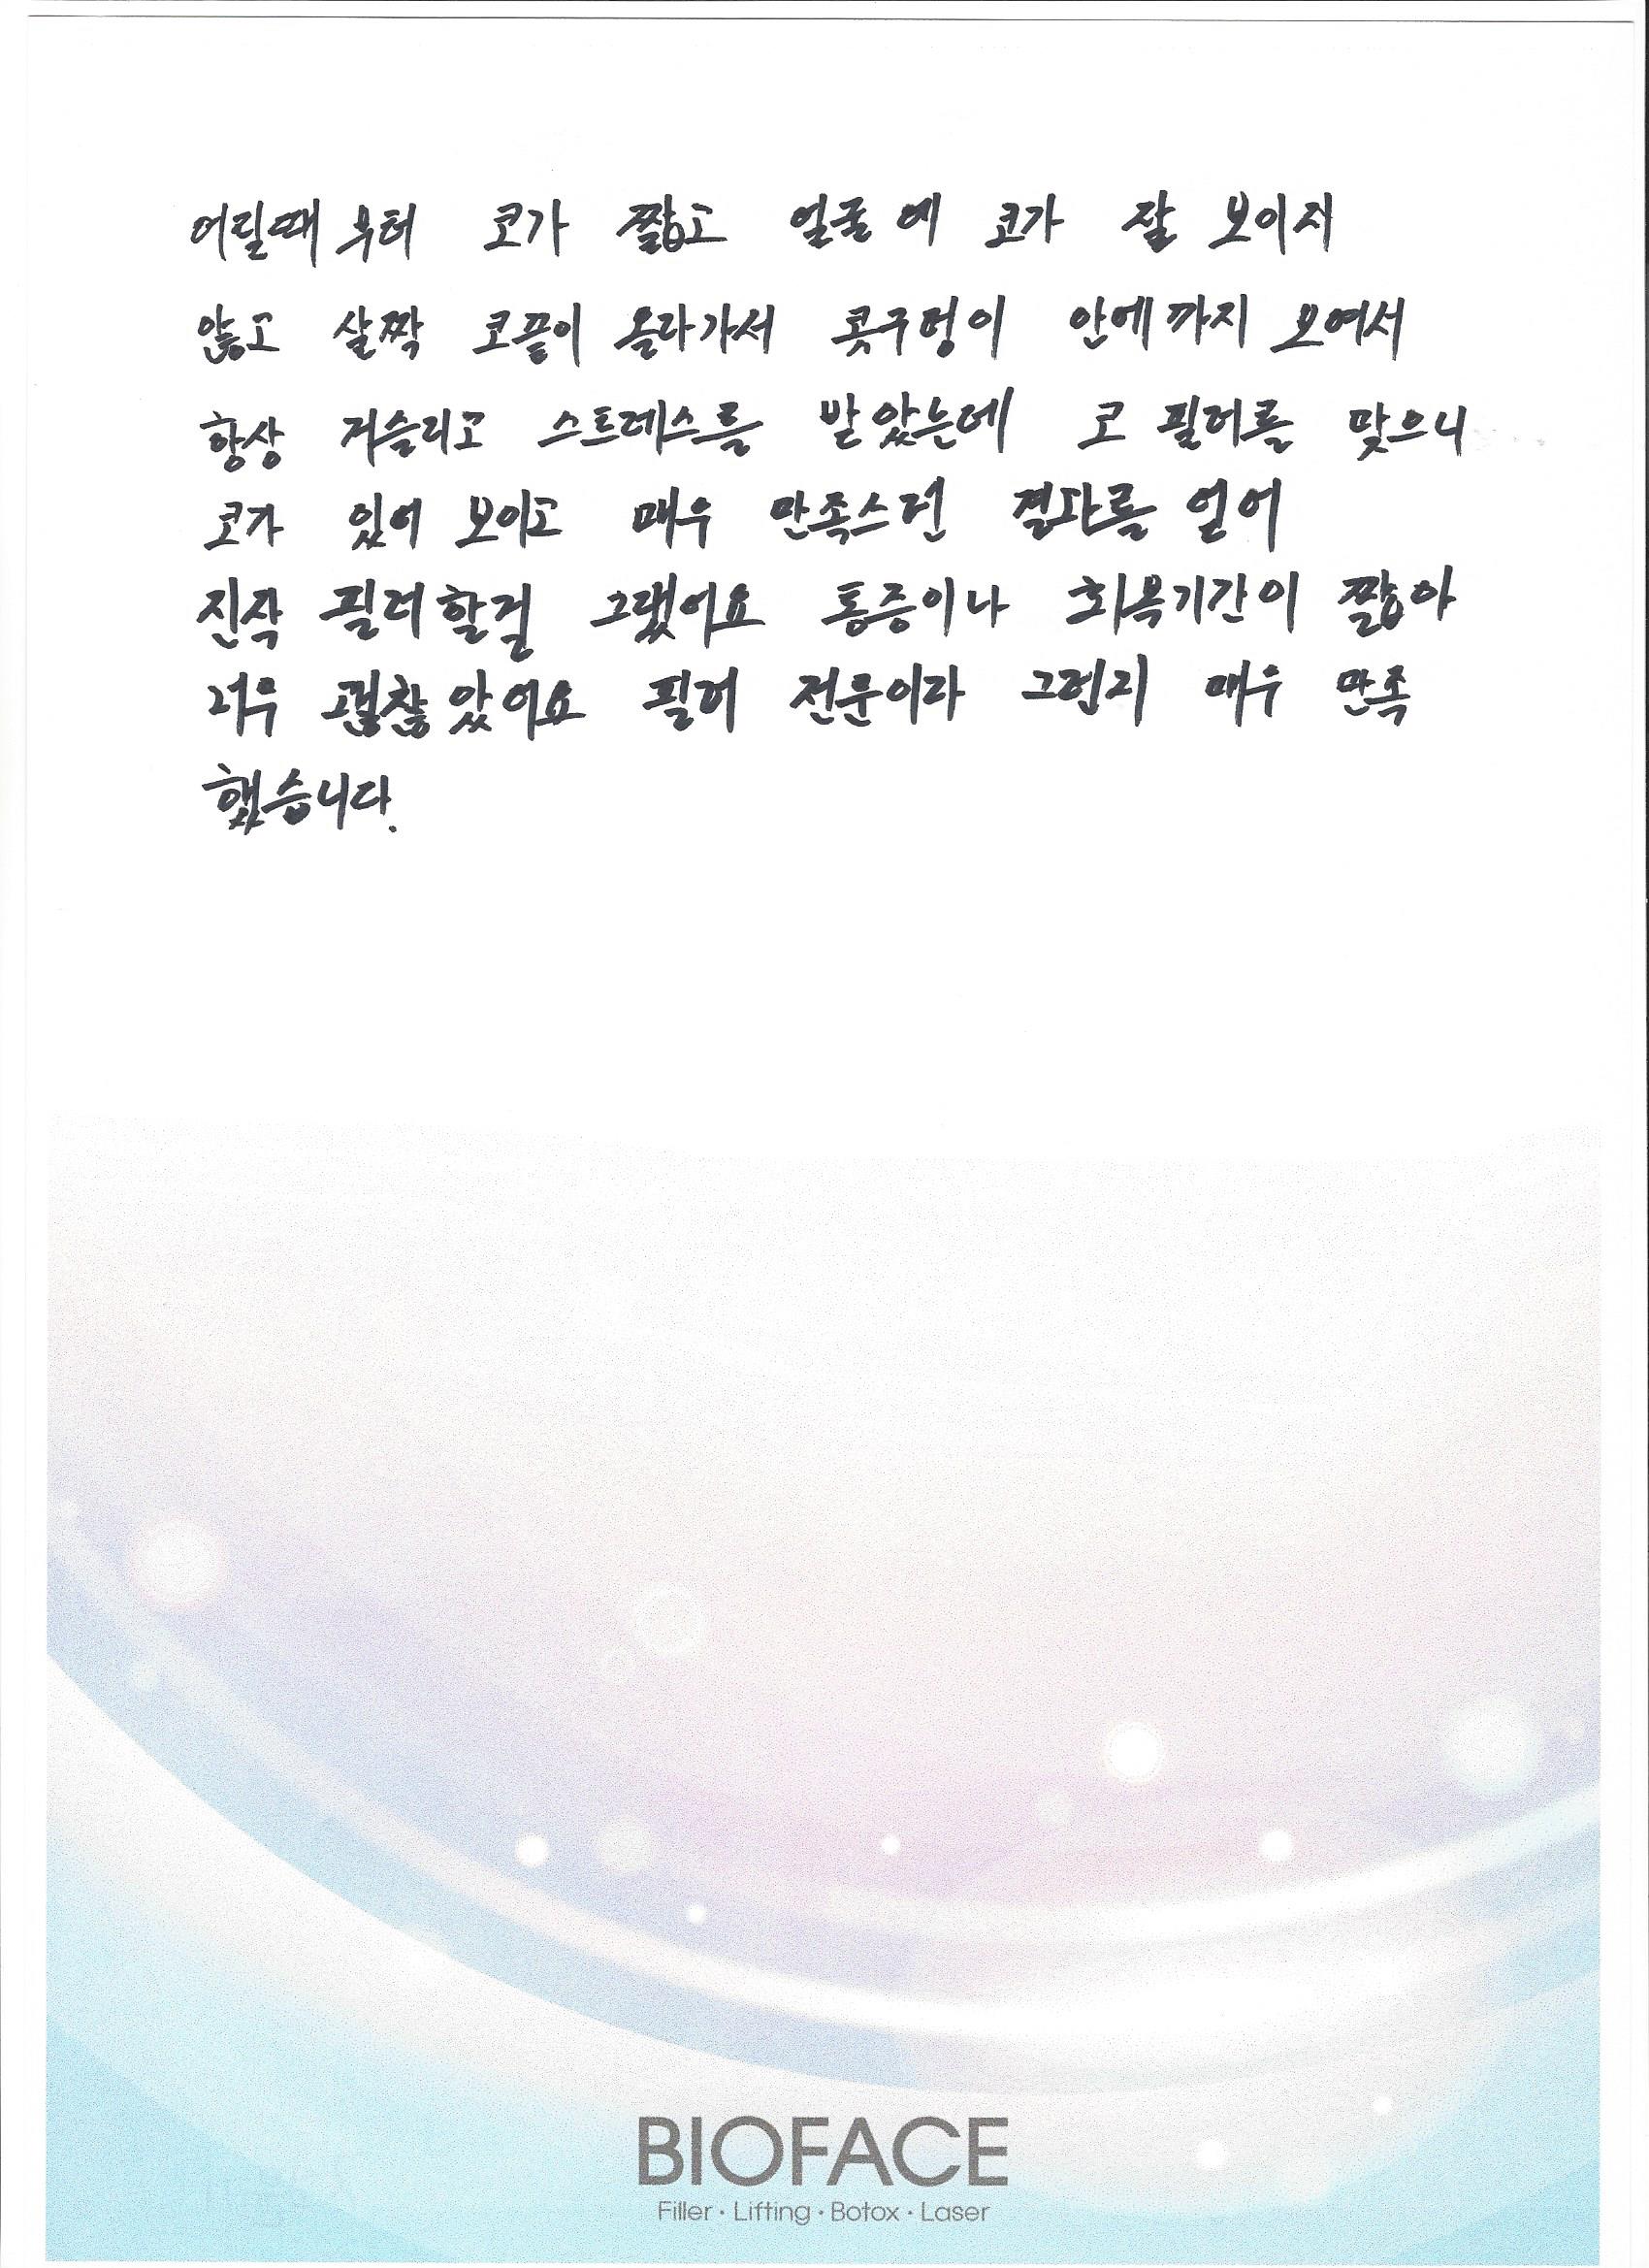 어릴때 부터 코가 짧고 얼굴에 코가 잘 보이지
않고 살짝 코끝이 올라가서 콧구멍이 안에까지 보여서
항상 거슬리고 스트레스를 받았는데 코 필러를 맞으니
코가 있어 보이고 매우 만족스런 결과를 얻어
진작 필러할걸 그랬어요 통증이나 회복기간이 짧아
너무 괜찮았어요 필러 전문이라 그런지 매우 만족
했습니다.
BIOFACE
Filler · Lifting · Botox · Laser